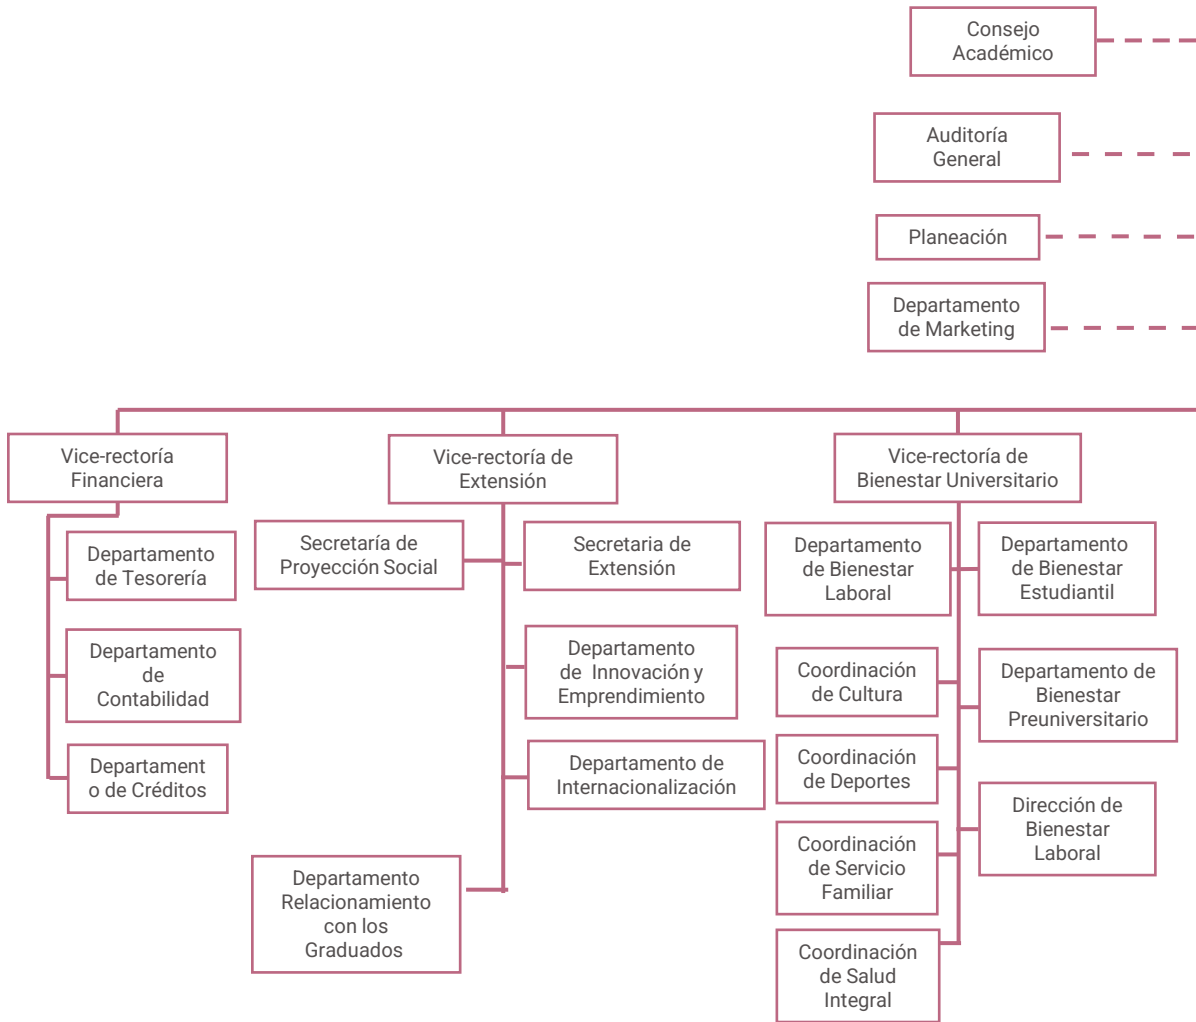 Consejo
Académico
Auditoría
General
Planeación
Departamento
de Marketing
Vice-rectoría
Financiera
Vice-rectoría de
Extensión
Vice-rectoría de
Bienestar Universitario
Departamento
de Tesorería
Departamento
de
Contabilidad
Departament
o de Créditos
Secretaría de
Proyección Social
Secretaria de
Extensión
Departamento
de Innovación y
Emprendimiento
Departamento de
Internacionalización
Departamento
Relacionamiento
con los
Graduados
Departamento
de Bienestar
Laboral
Departamento
de Bienestar
Estudiantil
Coordinación
de Cultura
Departamento de
Bienestar
Preuniversitario
Coordinación
de Deportes
Dirección de
Bienestar
Laboral
Coordinación
de Servicio
Familiar
Coordinación
de Salud
Integral